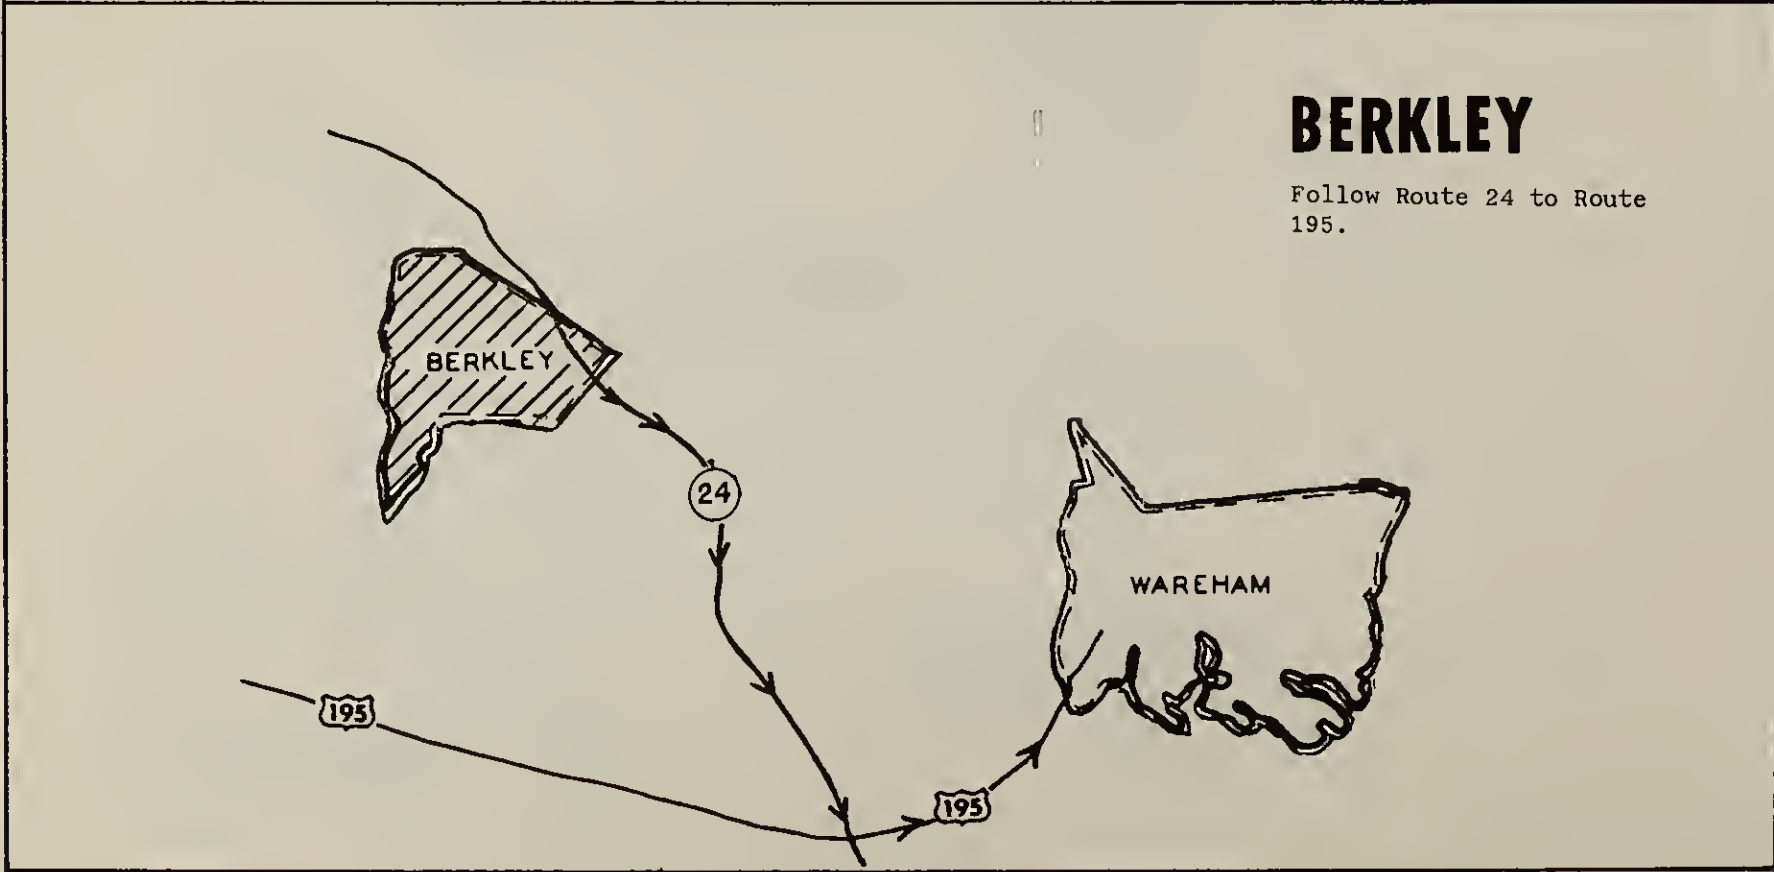 BERKLEY
Follow Route 24 to Route
195.
BERKLEY
24
WAREHAM
195
195